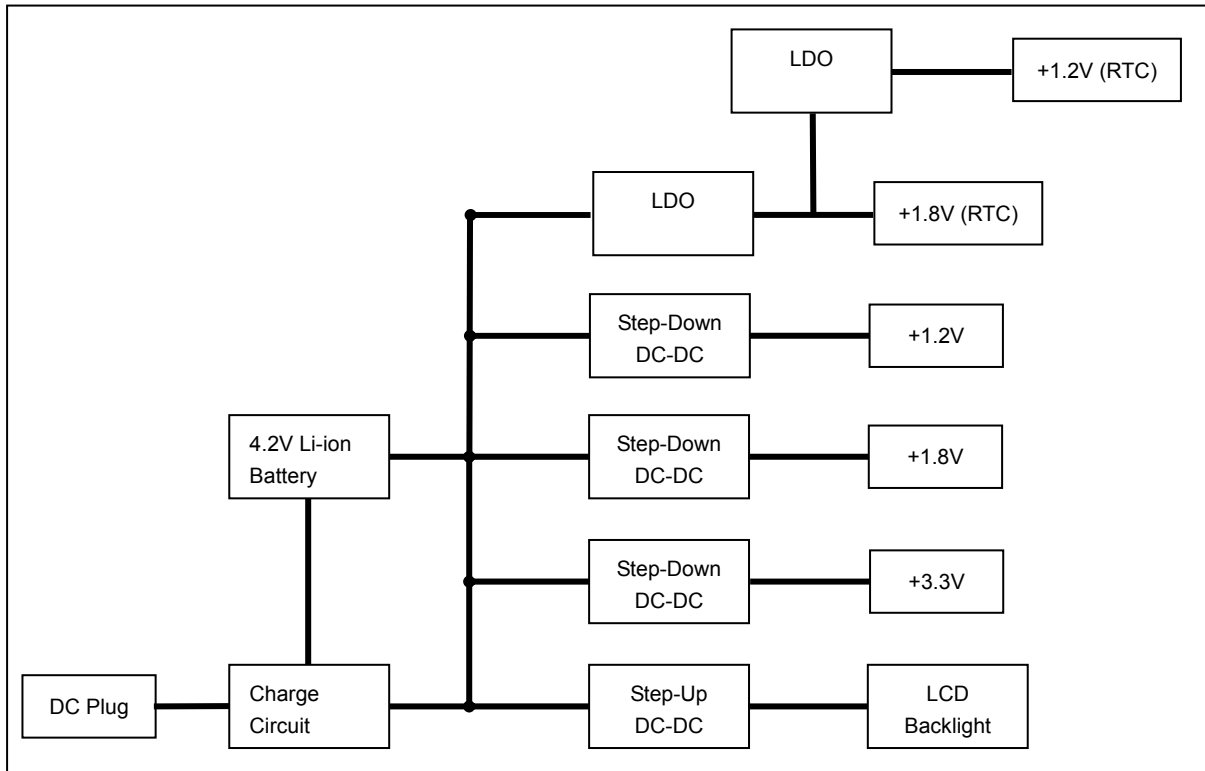 LDO
+1.2V (RTC)
LDO
+1.8V (RTC)
Step-Down
DC-DC
+1.2V
4.2V Li-ion
Battery
Step-Down
DC-DC
+1.8V
Step-Down
DC-DC
+3.3V
DC Plug
Charge
Circuit
Step-Up
DC-DC
LCD
Backlight